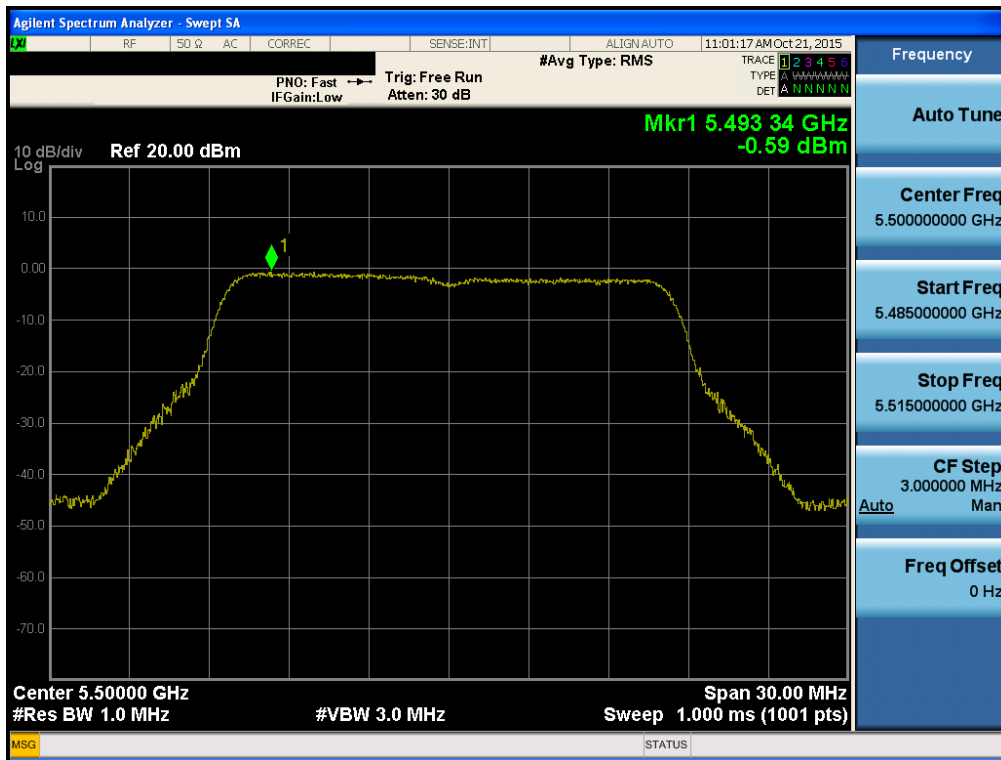 Agilent Spectrum Analyzer - Swept SA
LXI RF 50 Ω AC CORREC SENSE:INT ALIGN AUTO 11:01:17 AM Oct 21, 2015
PNO: Fast
IFGain:Low
Trig: Free Run
Atten: 30 dB
#Avg Type: RMS
TRACE 1 2 3 4 5 6
TYPE A WWWWW
DET A N N N N N
Mkr1 5.493 34 GHz
-0.59 dBm
10 dB/div
Log
Ref 20.00 dBm
10.0
0.00
-10.0
-20.0
-30.0
-40.0
-50.0
-60.0
-70.0
1
Center 5.50000 GHz
Span 30.00 MHz
#Res BW 1.0 MHz
#VBW 3.0 MHz
Sweep 1.000 ms (1001 pts)
MSG
STATUS
Frequency
Auto Tune
Center Freq
5.500000000 GHz
Start Freq
5.485000000 GHz
Stop Freq
5.515000000 GHz
CF Step
3.000000 MHz
Auto Man
Freq Offset
0 Hz